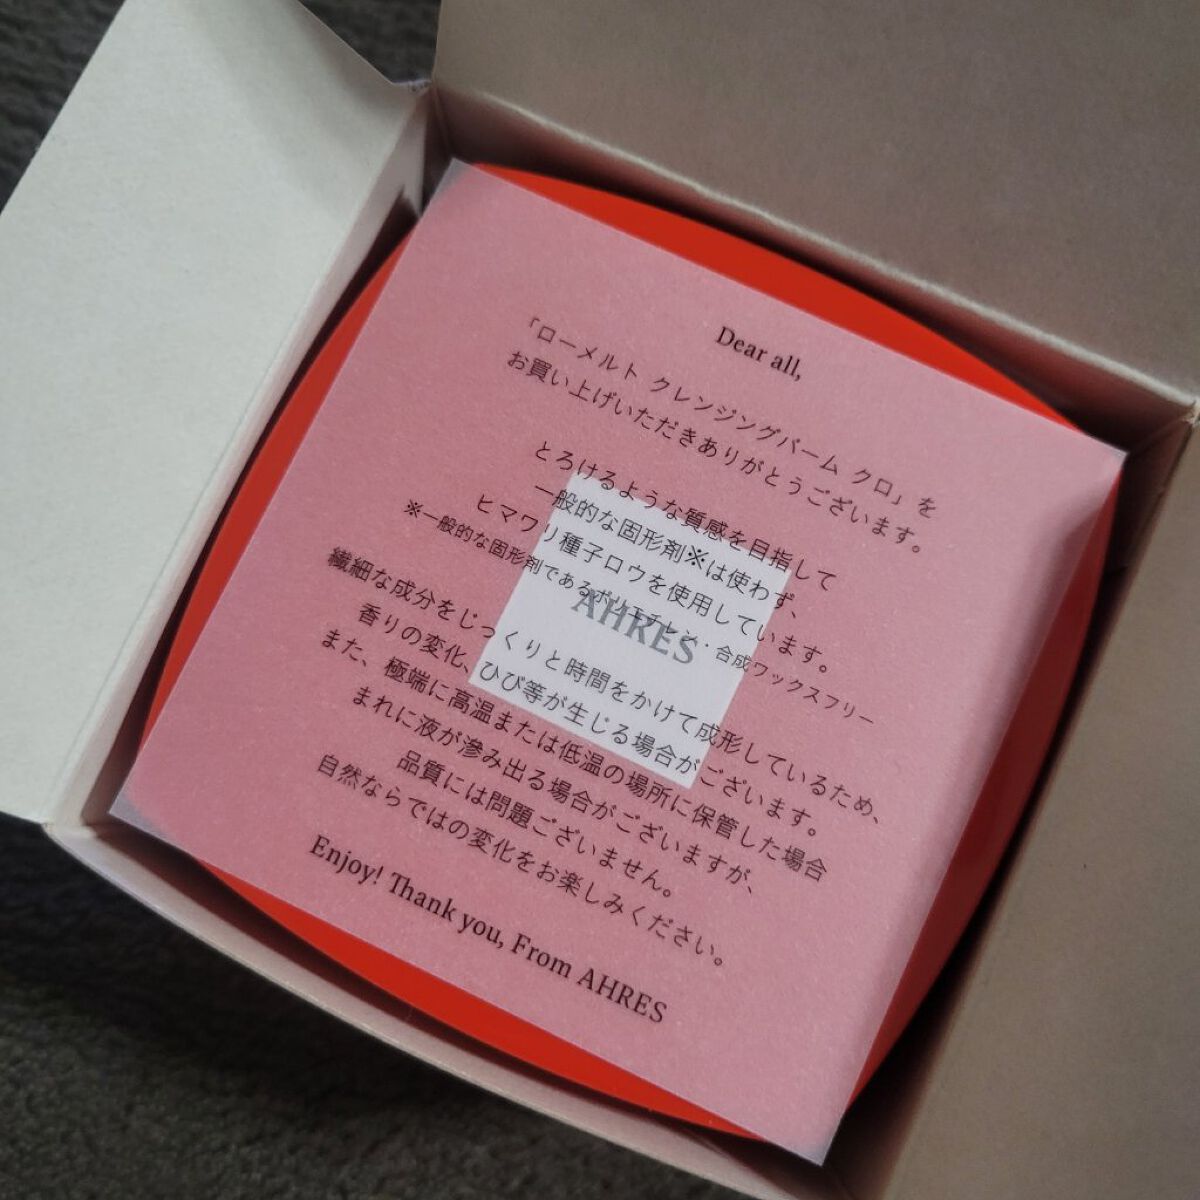 Dear all,
「ローメルト クレンジングバーム クロ」を
お買い上げいただきありがとうございます。
とろけるような質感を目指して
一般的な固形剤※は使わず、
ヒマワリ種子ロウを使用しています。
※一般的な固形剤であるポリエチレン・合成ワックスフリー
繊細な成分をじっくりと時間をかけて成形しているため、
香りの変化、ひび等が生じる場合がございます。
また、極端に高温または低温の場所に保管した場合
まれに液が滲み出る場合がございますが、
品質には問題ございません。
自然ならではの変化をお楽しみください。
Enjoy! Thank you, From AHRES
AHRES